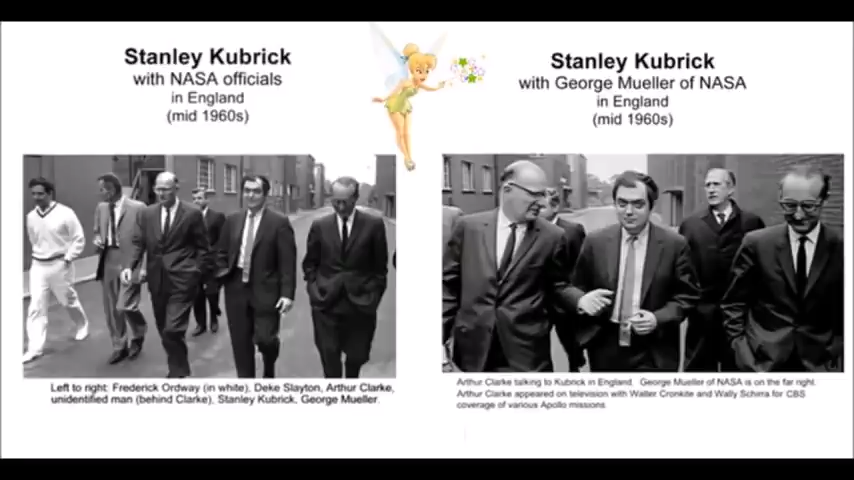 Stanley Kubrick
with NASA officials
in England
(mid 1960s)
Left to right: Frederick Ordway (in white), Deke Slayton, Arthur Clarke,
unidentified man (behind Clarke), Stanley Kubrick, George Mueller.
Stanley Kubrick
with George Mueller of NASA
in England
(mid 1960s)
Arthur Clarke talking to Kubrick in England. George Mueller of NASA is on the far right.
Arthur Clarke appeared on television with Walter Cronkite and Wally Schirra for CBS
coverage of various Apollo missions.